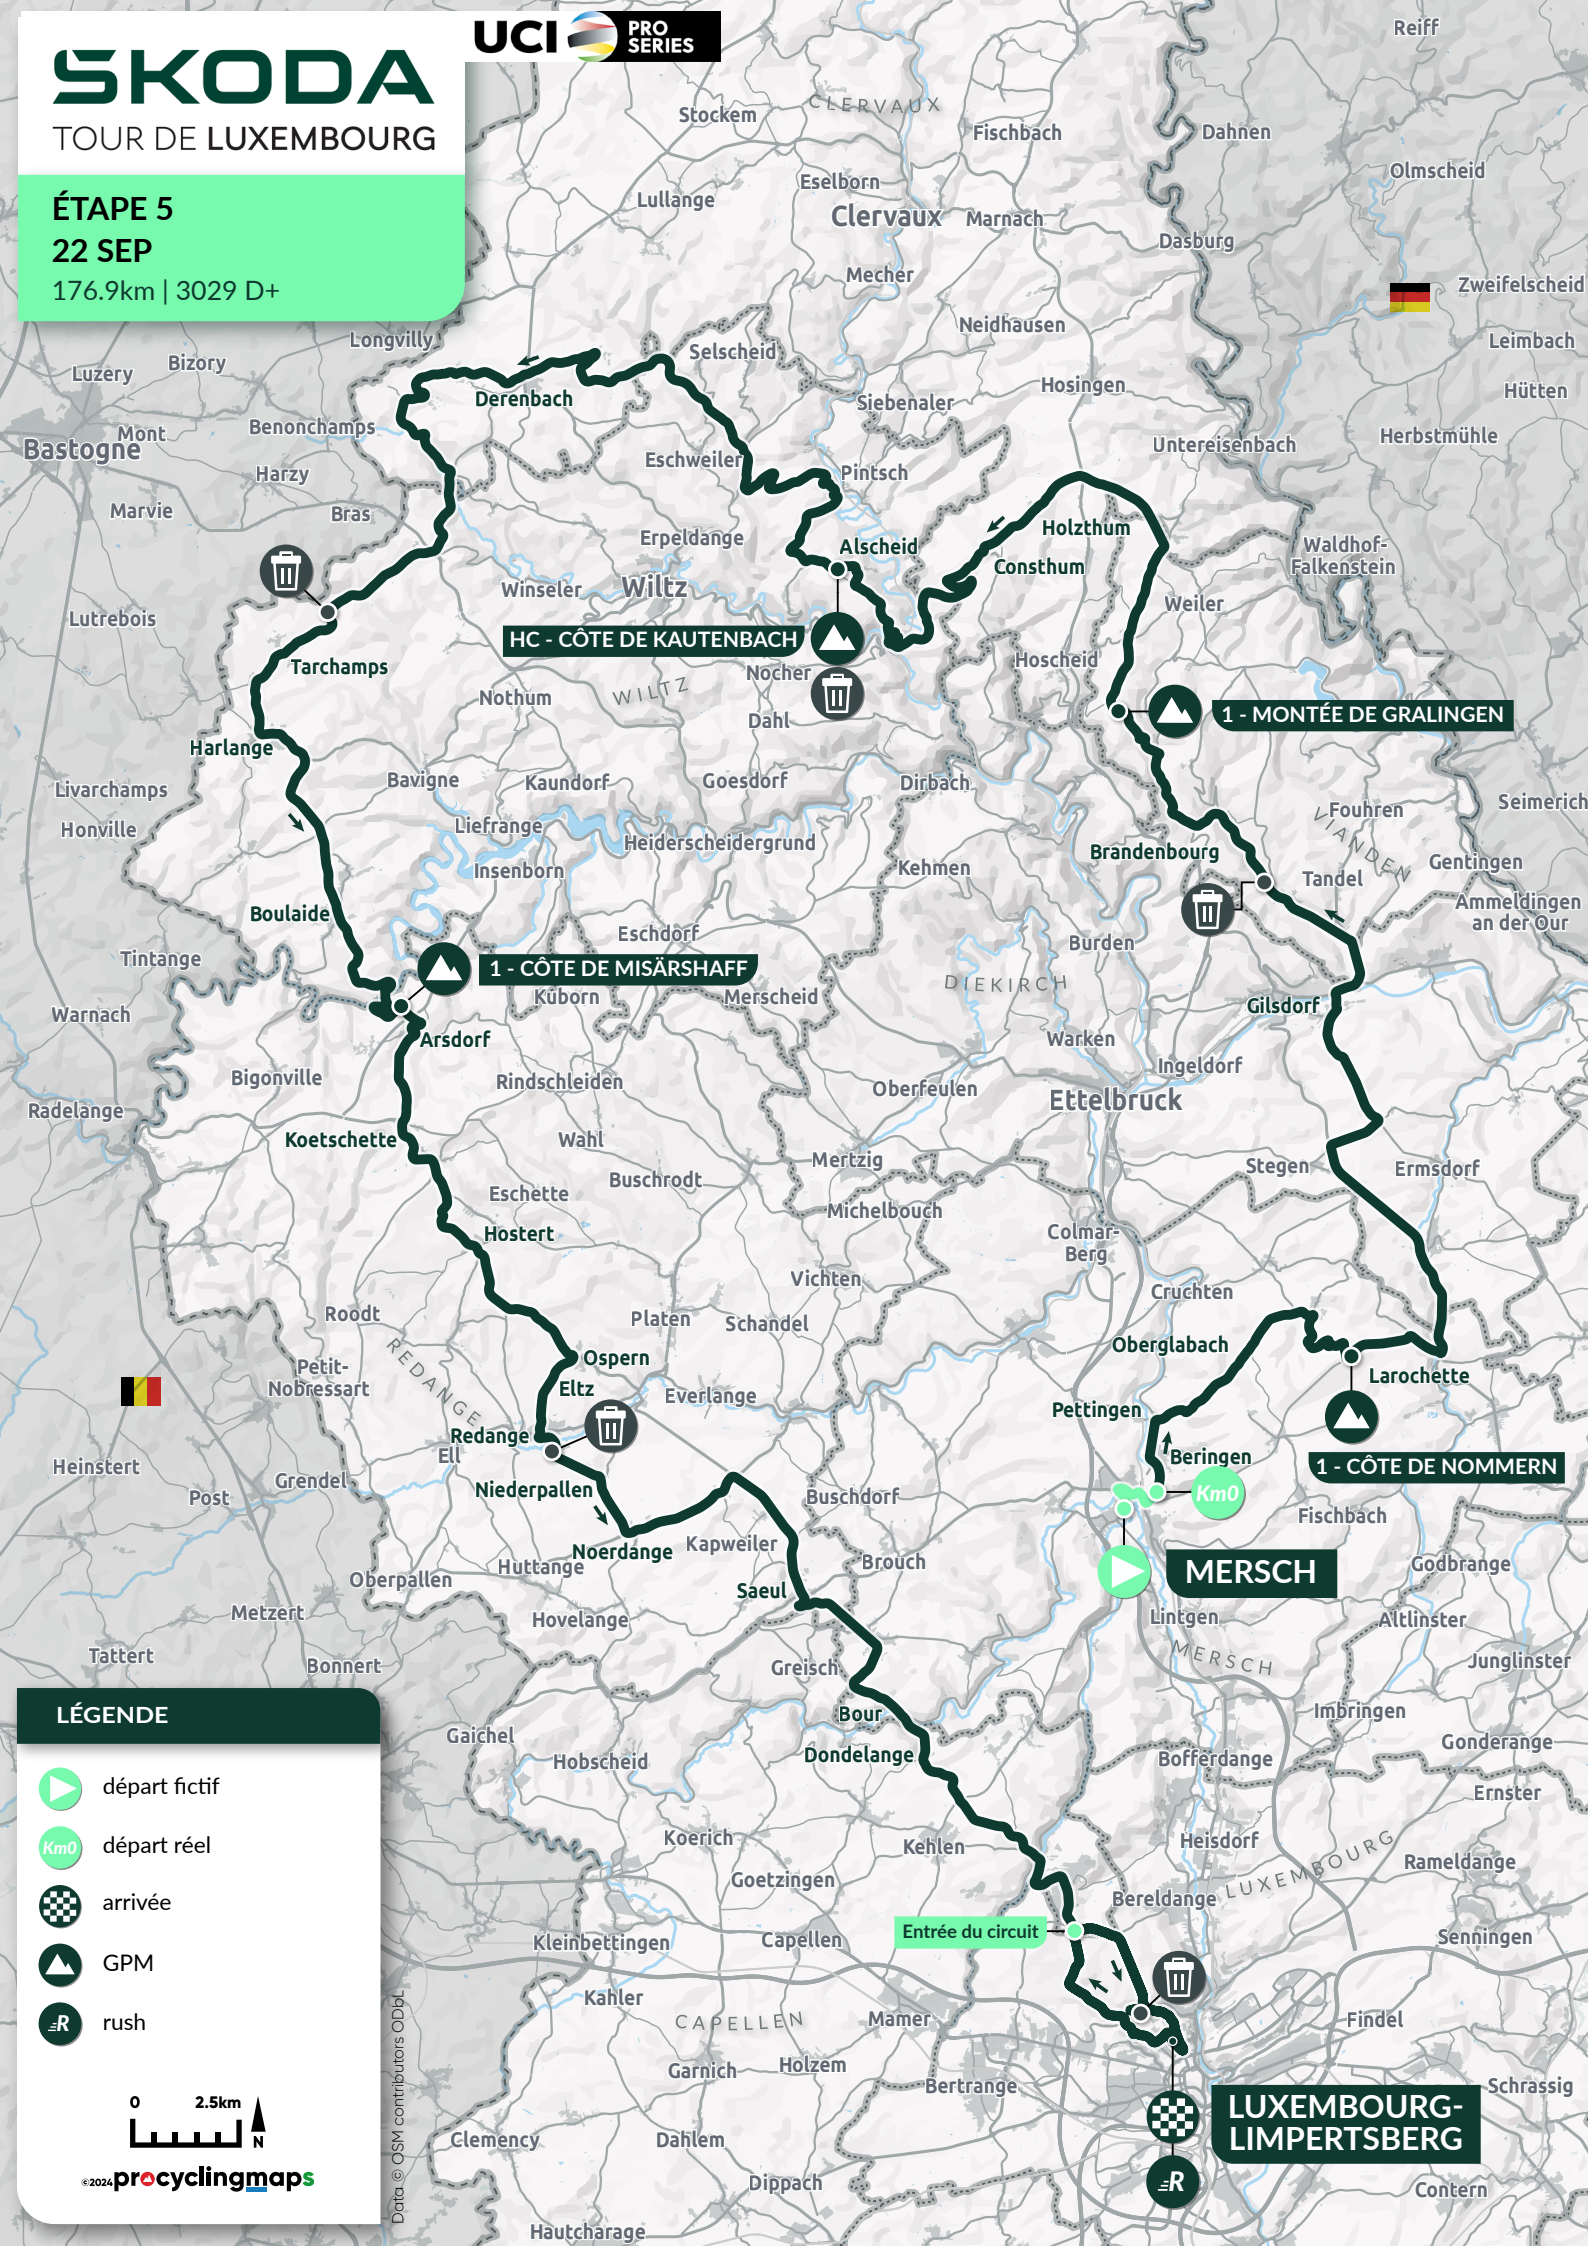 UCI PRO
SERIES
SKODA
TOUR DE LUXEMBOURG
ÉTAPE 5
22 SEP
176.9km | 3029 D+
Reiff
Stockem
CLERVAUX
Fischbach
Dahnen
Olmscheid
Eselborn
Lullange
Clervaux
Marnach
Dasburg
Mecher
Zweifelscheid
Neidhausen
Longvilly
Leimbach
Selscheid
Bizory
Luzery
Hosingen
Hütten
Derenbach
Siebenaler
Benonchamps
Mont
Bastogne
Untereisenbach
Herbstmühle
Eschweiler
Harzy
Pintsch
Marvie
Bras
Holzthum
Erpeldange
Alscheid
Waldhof-
Falkenstein
Consthum
Winseler
Wiltz
Weiler
Lutrebois
HC - CÔTE DE KAUTENBACH
Tarchamps
Hoscheid
Nocher
WILTZ
Nothum
1 - MONTÉE DE GRALINGEN
Dahl
Harlange
Bavigne
Kaundorf
Goesdorf
Dirbach
Livarchamps
Seimerich
Fouhren
Honville
Liefrange
Heiderscheidergrund
VIANDEN
Brandenbourg
Gentingen
Insenborn
Kehmen
Tandel
Ammeldingen
an der Our
Boulaide
Eschdorf
Burden
Tintange
1 - CÔTE DE MISÄRSHAFF
DIEKIRCH
Kuborn
Merscheid
Gilsdorf
Warnach
Arsdorf
Warken
Ingeldorf
Bigonville
Rindschleiden
Oberfeulen
Ettelbruck
Radelange
Koetschette
Wahl
Mertzig
Stegen
Ermsdorf
Buschrodt
Eschette
Michelbouch
Hostert
Colmar-
Berg
Vichten
Cruchten
Roodt
Platen
Schandel
Oberglabach
REDANGE
Ospern
Petit-
Nobressart
Larochette
Eltz
Everlange
Pettingen
Redange
Ell
Beringen
Heinstert
1 - CÔTE DE NOMMERN
Grendel
Niederpallen
Km0
Post
Buschdorf
Fischbach
Kapweiler
Noerdange
Huttange
Brouch
Godbrange
MERSCH
Oberpallen
Saeul
Metzert
Hovelange
Lintgen
Altlinster
Tattert
MERSCH
Bonnert
Greisch
Junglinster
LÉGENDE
Bour
Imbringen
Gaichel
Gonderange
Hobscheid
Dondelange
Bofferdange
départ fictif
Ernster
Koerich
Kehlen
Heisdorf
Km0 départ réel
LUXEMBOURG
Rameldange
Goetzingen
Bereldange
arrivée
Entrée du circuit
Kleinbettingen
Capellen
Senningen
GPM
Kahler
CAPELLEN
Mamer
Findel
R rush
Garnich
Holzem
Bertrange
Schrassig
0 2.5km
N
LUXEMBOURG-
LIMPERTSBERG
Clemency
Dahlem
©2024 procyclingmaps
R
Dippach
Contern
Hautcharage
Data © OSM contributors ODbL